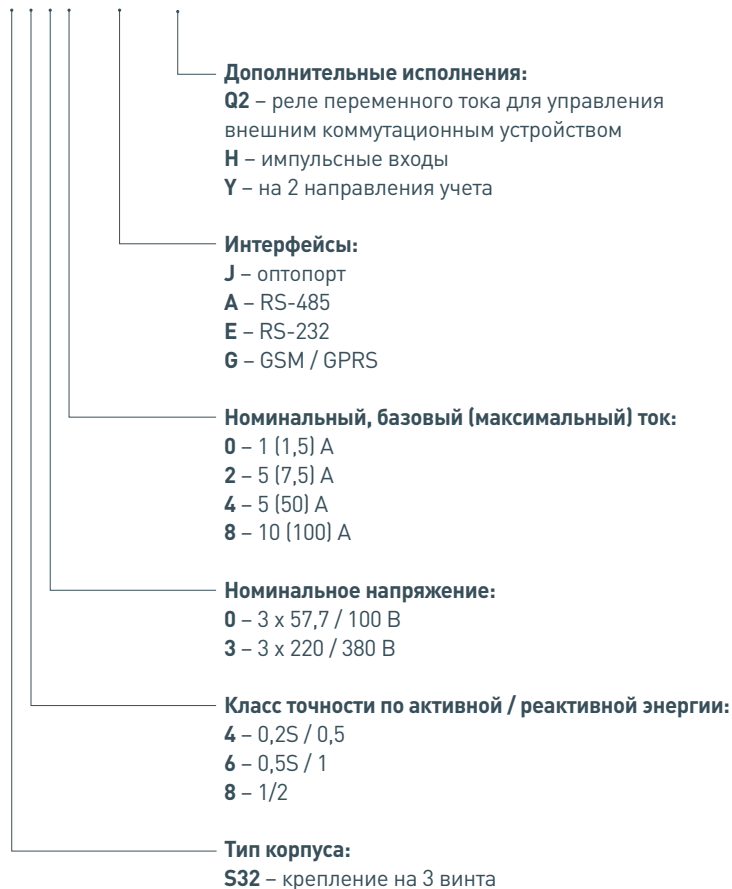 Дополнительные исполнения:
Q2 – реле переменного тока для управления
внешним коммутационным устройством
H – импульсные входы
Y – на 2 направления учета
Интерфейсы:
J – оптопорт
A – RS-485
E – RS-232
G – GSM / GPRS
Номинальный, базовый (максимальный) ток:
0 – 1 (1,5) А
2 – 5 (7,5) А
4 – 5 (50) А
8 – 10 (100) А
Номинальное напряжение:
0 – 3 х 57,7 / 100 В
3 – 3 х 220 / 380 В
Класс точности по активной / реактивной энергии:
4 – 0,2S / 0,5
6 – 0,5S / 1
8 – 1/2
Тип корпуса:
S32 – крепление на 3 винта